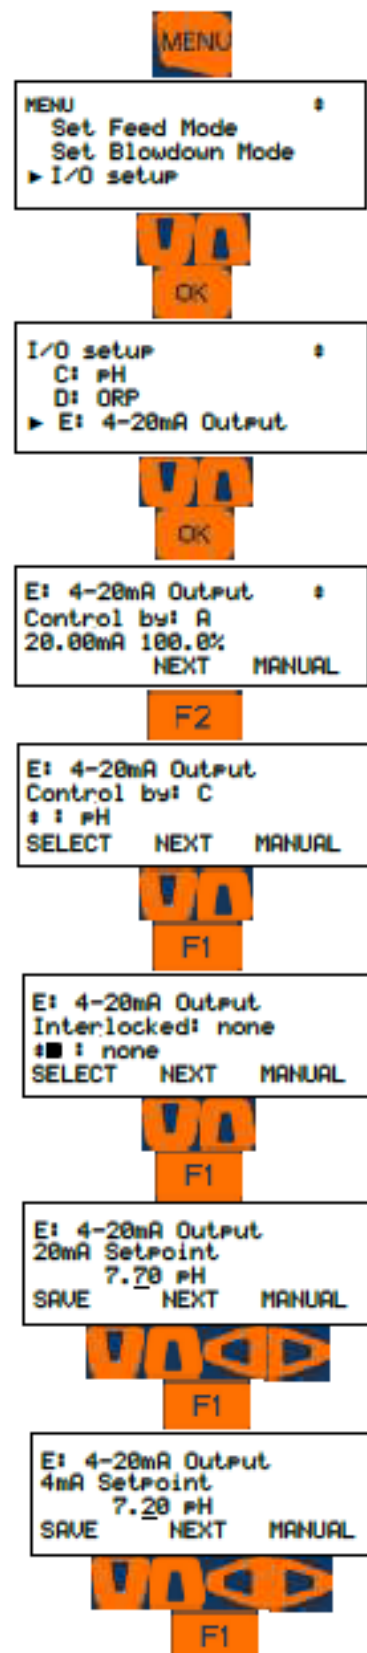 MENU
MENU
Set Feed Mode
Set Blowdown Mode
I/O setup
OK
I/O setup
C: pH
D: ORP
E: 4-20mA Output
OK
E: 4-20mA Output
Control by: A
20.00mA 100.0%
NEXT MANUAL
F2
E: 4-20mA Output
Control by: C
: pH
SELECT NEXT MANUAL
F1
E: 4-20mA Output
Interlocked: none
: none
SELECT NEXT MANUAL
F1
E: 4-20mA Output
20mA Setpoint
7.70 pH
SAVE NEXT MANUAL
F1
E: 4-20mA Output
4mA Setpoint
7.20 pH
SAVE NEXT MANUAL
F1